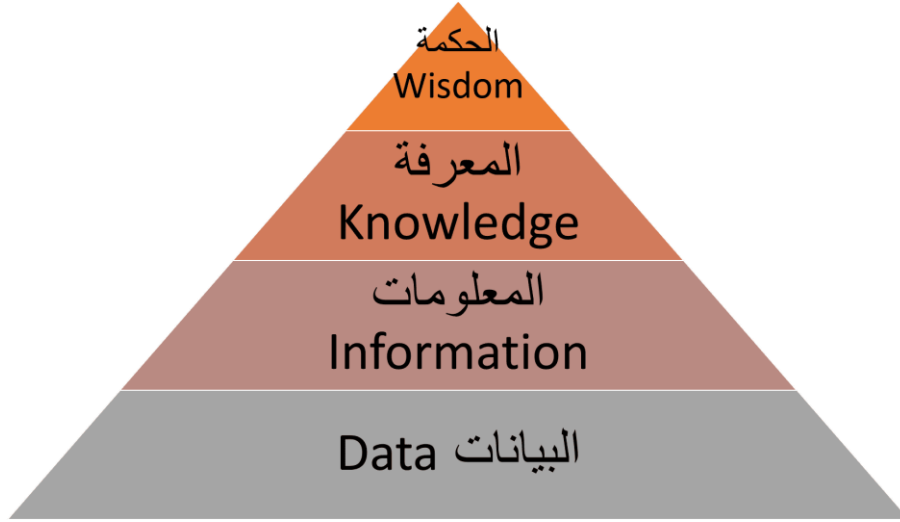 الحكمة
Wisdom
المعرفة
Knowledge
المعلومات
Information
البيانات Data